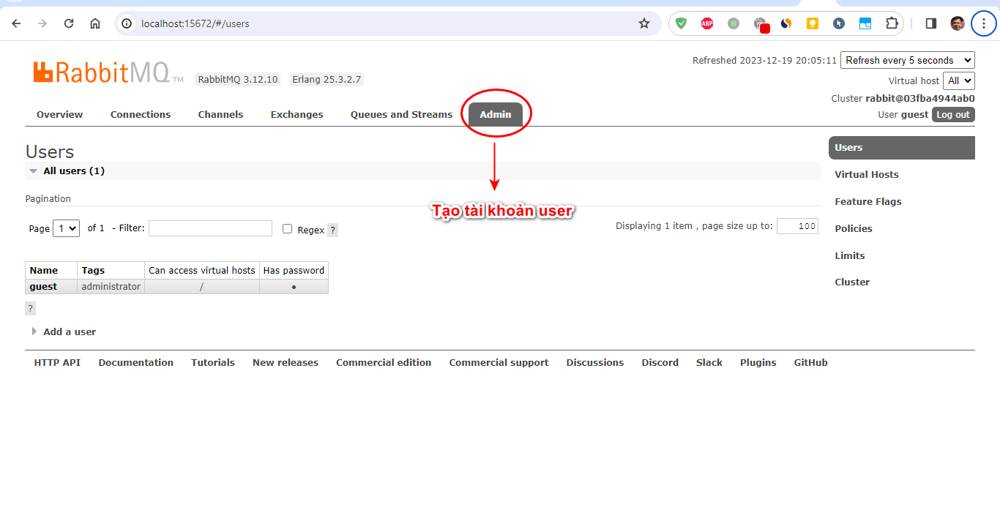 localhost:15672/#/users
ABP
7
Refreshed 2023-12-19 20:05:11 Refresh every 5 seconds
RabbitMQ TM RabbitMQ 3.12.10 Erlang 25.3.2.7
Virtual host All
Cluster rabbit@03fba4944ab0
User guest Log out
Overview Connections Channels Exchanges Queues and Streams Admin
Users
All users (1)
Pagination
Tạo tài khoản user
Page 1 of 1 - Filter: Regex ?
Displaying 1 item , page size up to: 100
Name Tags Can access virtual hosts Has password
guest administrator / ●
?
Add a user
Users
Virtual Hosts
Feature Flags
Policies
Limits
Cluster
HTTP API Documentation Tutorials New releases Commercial edition Commercial support Discussions Discord Slack Plugins GitHub